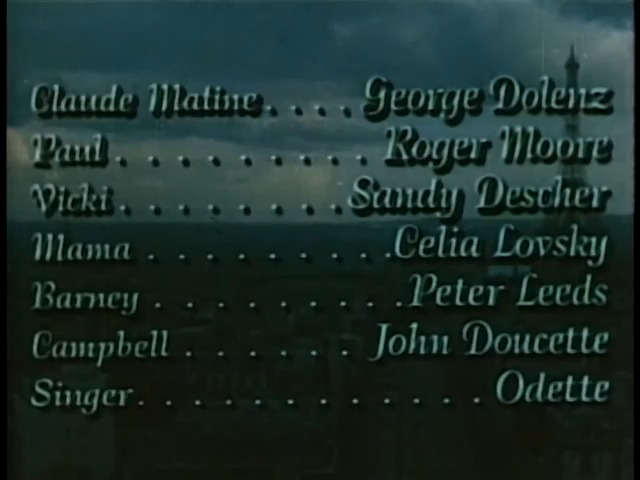 Claude Matine.... George Dolenz
Paul......... Roger Moore
Vicki......... Sandy Descher
Mama......... Celia Lovsky
Barney......... Peter Leeds
Campbell...... John Doucette
Singer............. Odette